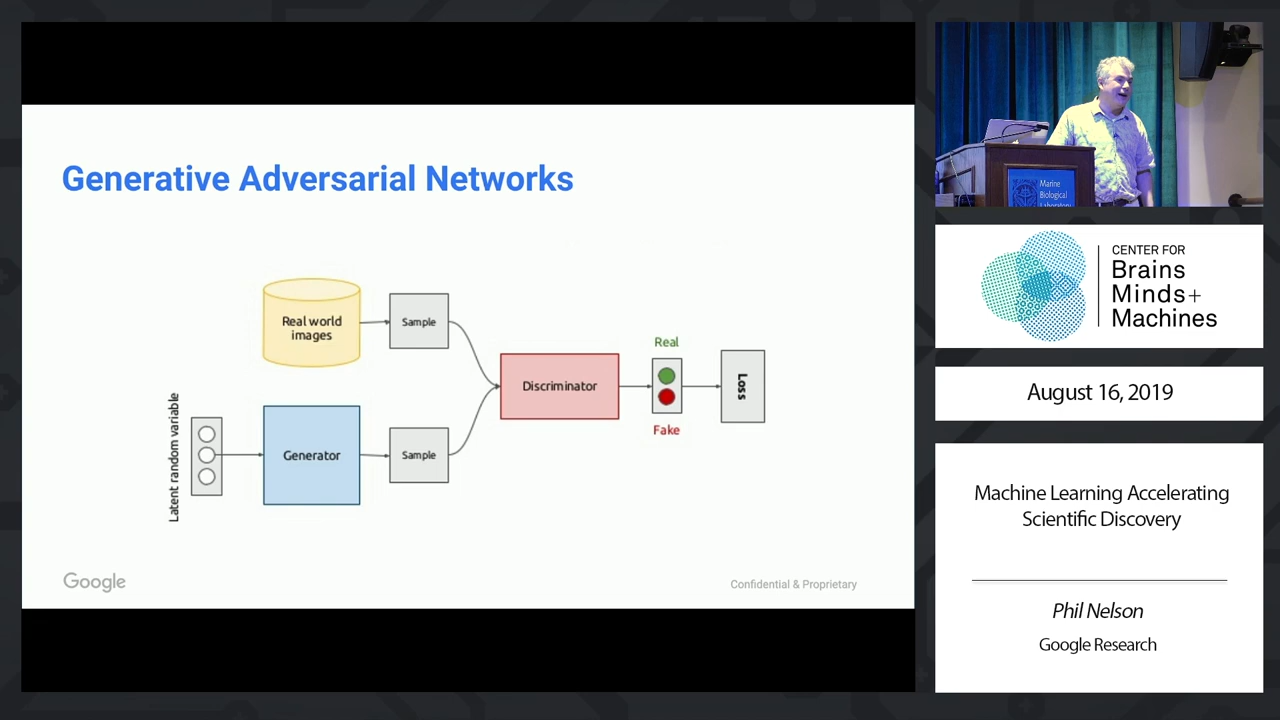 Generative Adversarial Networks
Real world
images
Sample
Latent random variable
Generator
Sample
Discriminator
Real
Fake
Loss
Google
Confidential & Proprietary
Marine
Biological
Laboratory
CENTER FOR
Brains
Minds+
Machines
August 16, 2019
Machine Learning Accelerating
Scientific Discovery
Phil Nelson
Google Research